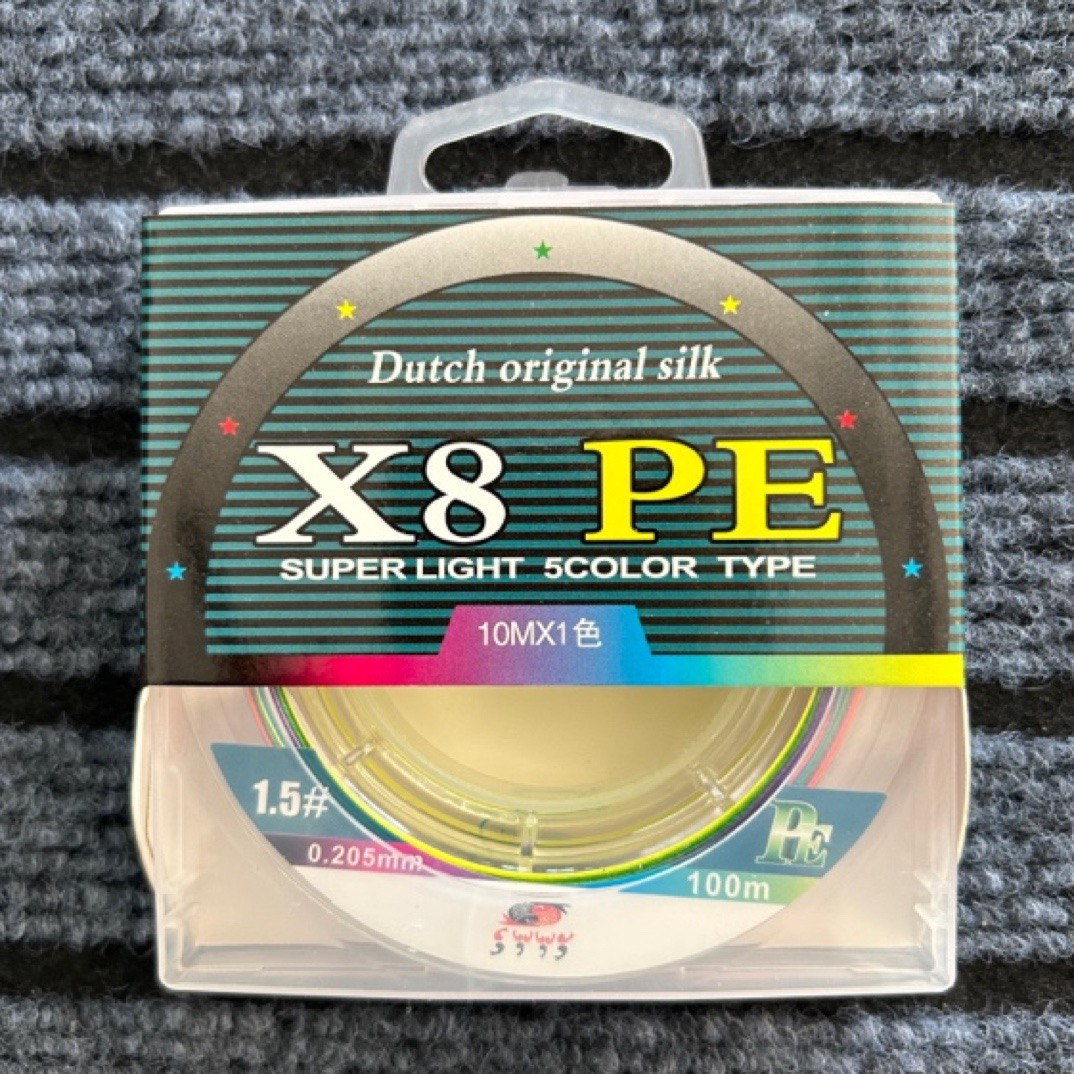 Dutch original silk
X8 PE
SUPER LIGHT 5COLOR TYPE
10MX1色
1.5#
0.205mm
PE
100m